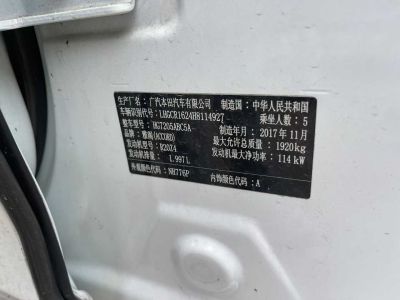 生产厂名：广汽本田汽车有限公司 制造国：中华人民共和国
车辆识别代号：LHGCR1624H8114927 乘坐人数：5
整车型号：HG7205ABC5A 制造年月：2017年11月
品牌：雅阁(ACCORD) 最大允许总质量：1920kg
发动机型号：R20Z4 发动机最大净功率：114kW
发动机排量：1.997L
外观颜色代码：NH776P 内饰颜色代码：A